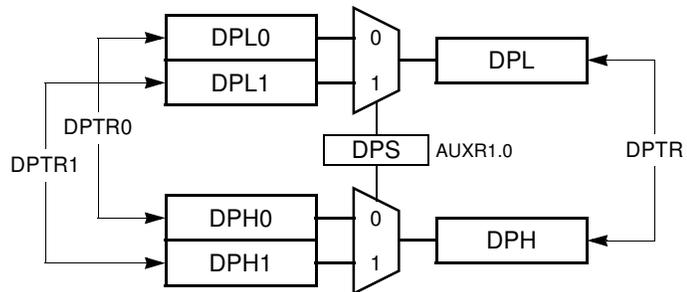 DPL0
0
DPL
DPL1
1
DPTR0
DPTR1
DPS
AUXR1.0
DPTR
DPH0
0
DPH
DPH1
1